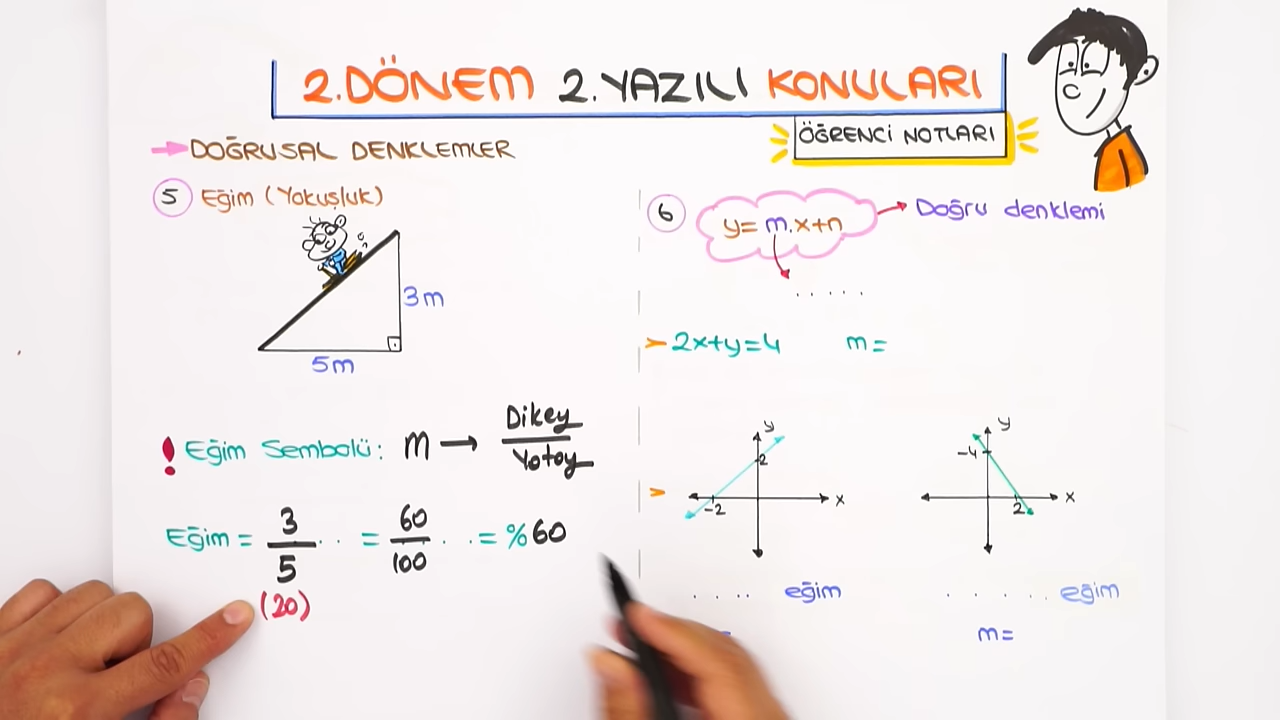 2.DÖNEM 2.YAZILI KONULARI
ÖĞRENCİ NOTLARI
DOĞRUSAL DENKLEMLER
5 Eğim (Yokuşluk)
3m
5m
! Eğim Sembolü: m → Dikey
Yatay
Eğim = 3/5 .. = 60/100 .. = %60
(20)
6 y=m.x+n → Doğru denklemi
.....
> 2x+y=4 m=
> y
2
-2
x
.... eğim
=
y
-4
2
x
..... eğim
m=